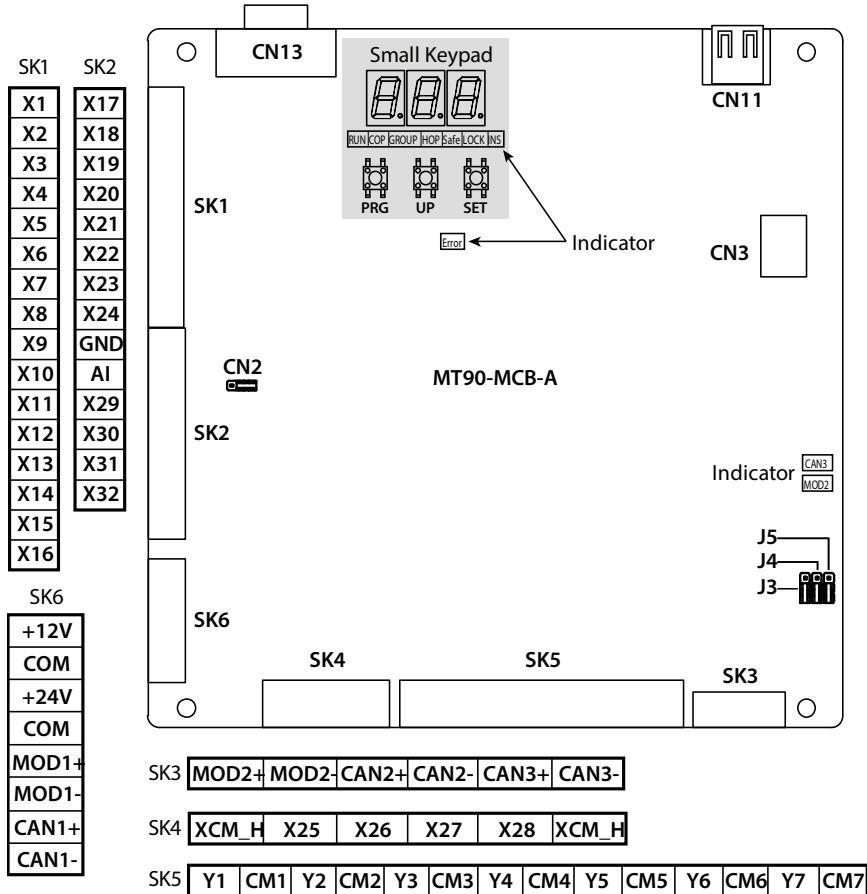 SK1
X1
X2
X3
X4
X5
X6
X7
X8
X9
X10
X11
X12
X13
X14
X15
X16
SK2
X17
X18
X19
X20
X21
X22
X23
X24
GND
AI
X29
X30
X31
X32
SK6
+12V
COM
+24V
COM
MOD1+
MOD1-
CAN1+
CAN1-
CN13
Small Keypad
8.8.8.
RUN COP GROUP HOP Safe LOCK INS
PRG UP SET
Error
Indicator
CN11
CN3
SK1
CN2
MT90-MCB-A
SK2
Indicator
CAN3
MOD2
J5
J4
J3
SK6
SK4
SK5
SK3
SK3 MOD2+ MOD2- CAN2+ CAN2- CAN3+ CAN3-
SK4 XCM_H X25 X26 X27 X28 XCM_H
SK5 Y1 CM1 Y2 CM2 Y3 CM3 Y4 CM4 Y5 CM5 Y6 CM6 Y7 CM7